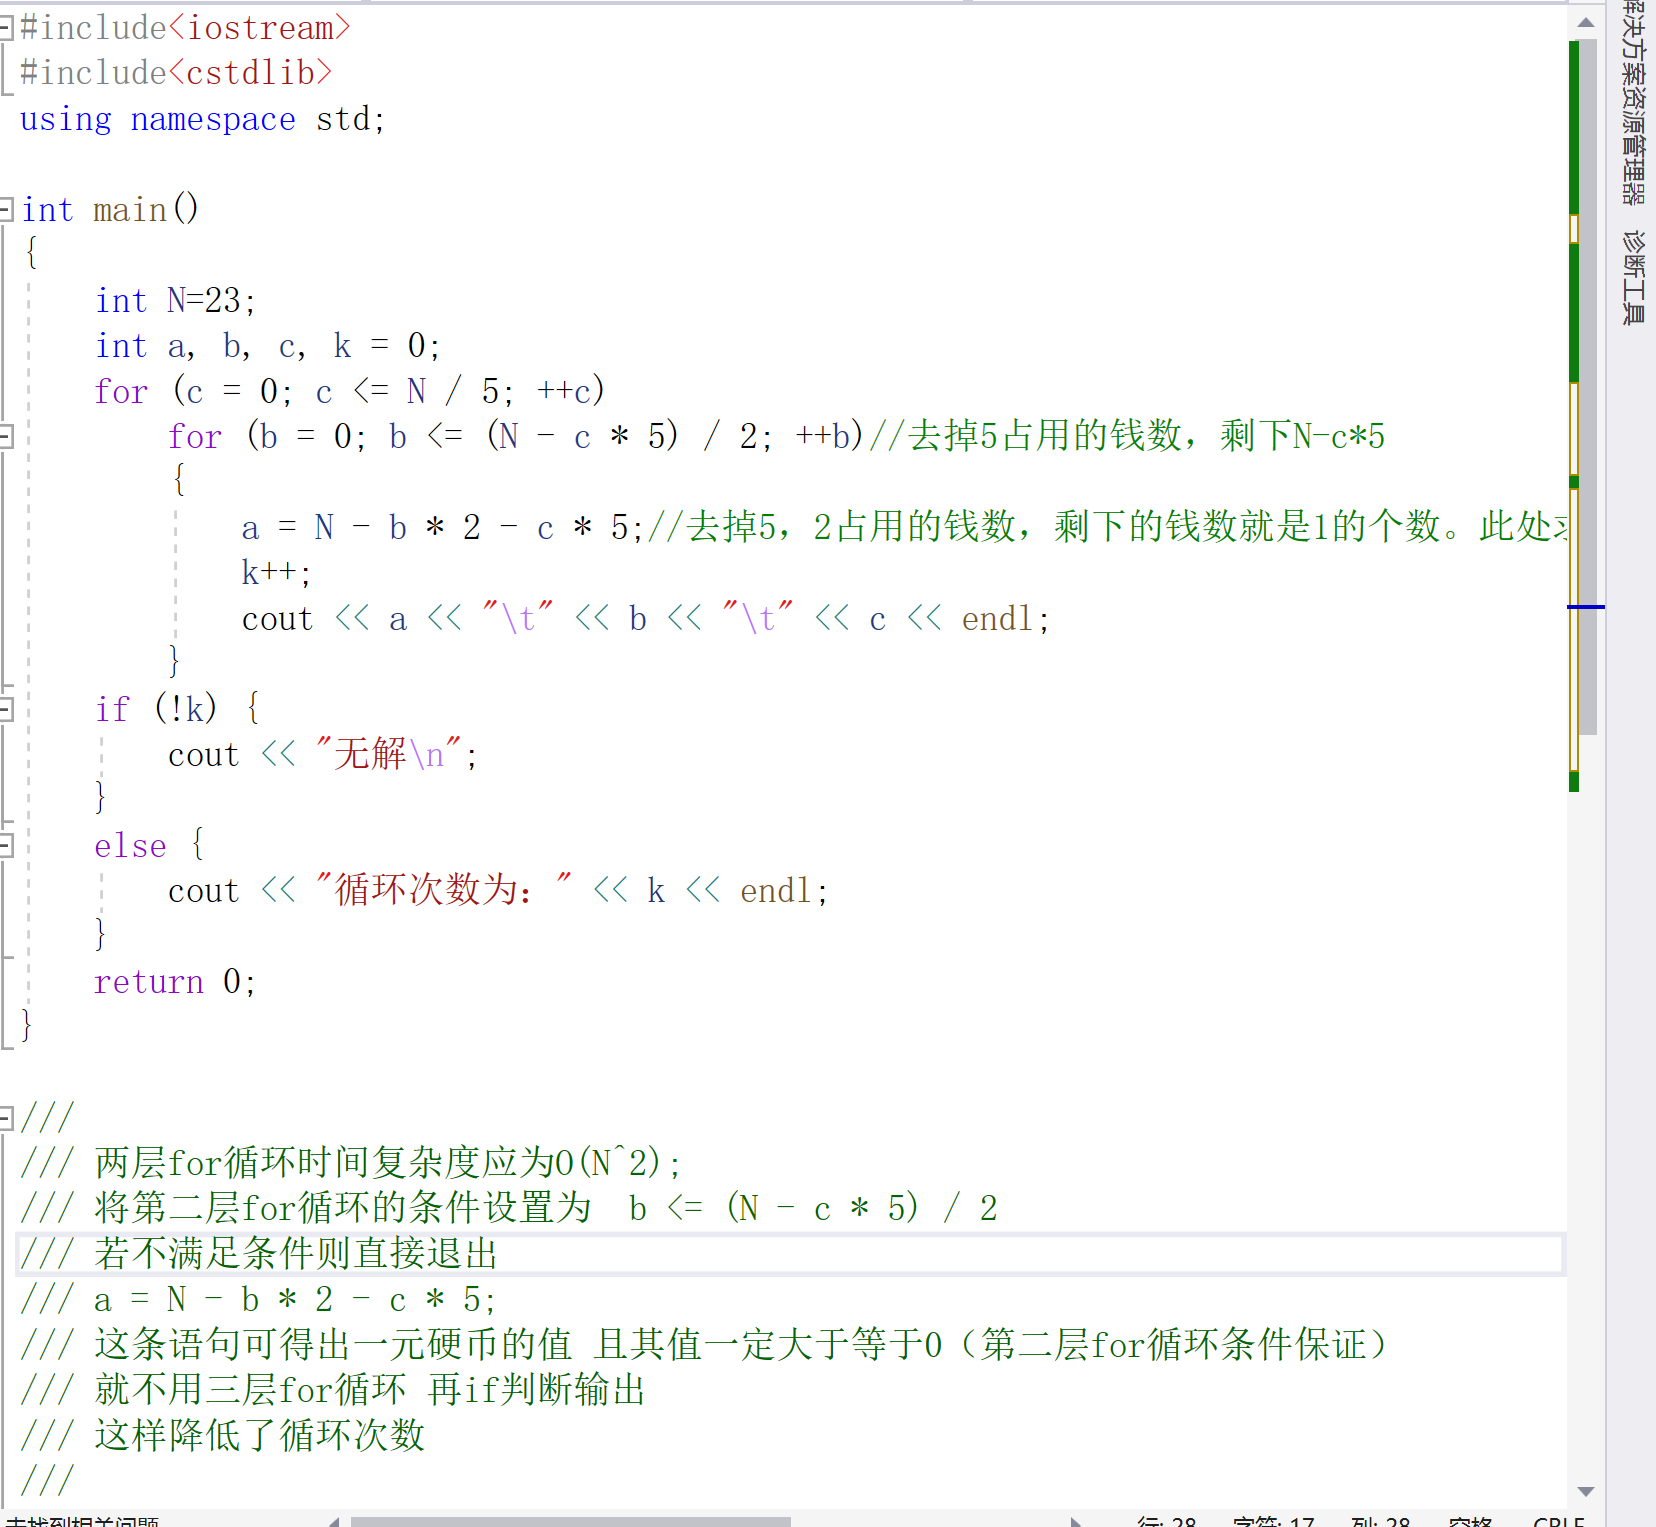 #include<iostream>
#include<cstdlib>
using namespace std;
int main()
{
int N=23;
int a, b, c, k = 0;
for (c = 0; c <= N / 5; ++c)
for (b = 0; b <= (N - c * 5) / 2; ++b)//去掉5占用的钱数，剩下N-c*5
{
a = N - b * 2 - c * 5;//去掉5，2占用的钱数，剩下的钱数就是1的个数。此处
k++;
cout << a << "\t" << b << "\t" << c << endl;
}
if (!k) {
cout << "无解\n";
}
else {
cout << "循环次数为：" << k << endl;
}
return 0;
}
///
/// 两层for循环时间复杂度应为O(N^2);
/// 将第二层for循环的条件设置为  b <= (N - c * 5) / 2
/// 若不满足条件则直接退出
/// a = N - b * 2 - c * 5;
/// 这条语句可得出一元硬币的值 且其值一定大于等于0（第二层for循环条件保证）
/// 就不用三层for循环 再if判断输出
/// 这样降低了循环次数
///
未找到相关问题
行: 28 字符: 17 列: 28 空格 CRLF
解决方案资源管理器
诊断工具